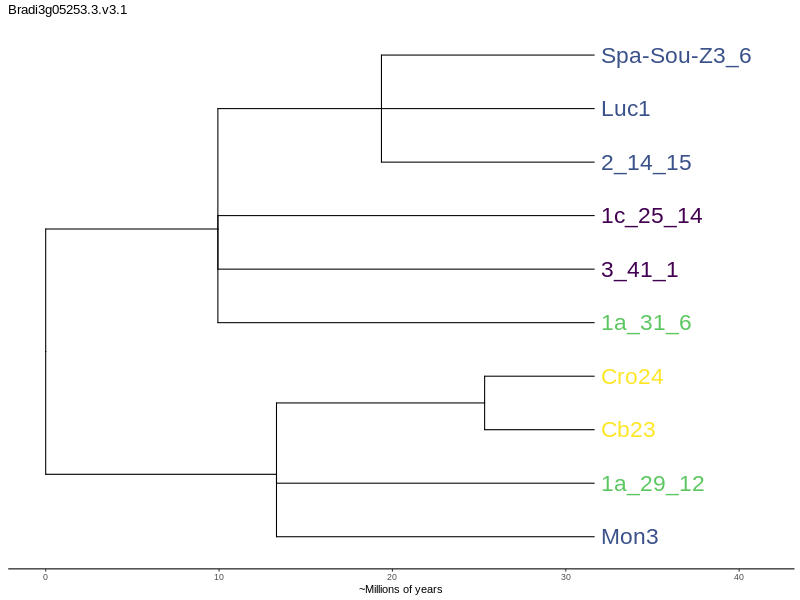 Bradi3g05253.3.v3.1
Spa-Sou-Z3_6
Luc1
2_14_15
1c_25_14
3_41_1
1a_31_6
Cro24
Cb23
1a_29_12
Mon3
0 10 20 30 40
~Millions of years